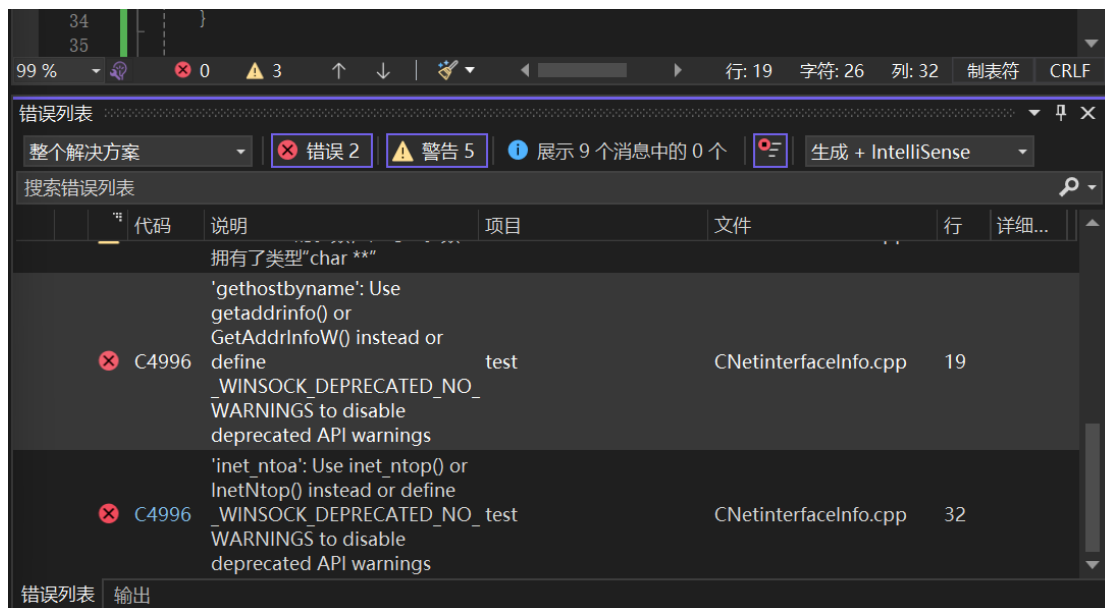 34 }
35
99 % 0 3 行: 19 字符: 26 列: 32 制表符 CRLF
错误列表
整个解决方案 错误 2 警告 5 展示 9 个消息中的 0 个 生成 + IntelliSense
搜索错误列表
代码 说明 项目 文件 行 详细...
拥有了类型"char **"
'gethostbyname': Use
getaddrinfo() or
GetAddrInfoW() instead or
C4996 define test CNetinterfaceInfo.cpp 19
_WINSOCK_DEPRECATED_NO_
WARNINGS to disable
deprecated API warnings
'inet_ntoa': Use inet_ntop() or
InetNtop() instead or define
C4996 _WINSOCK_DEPRECATED_NO_ test CNetinterfaceInfo.cpp 32
WARNINGS to disable
deprecated API warnings
错误列表 输出